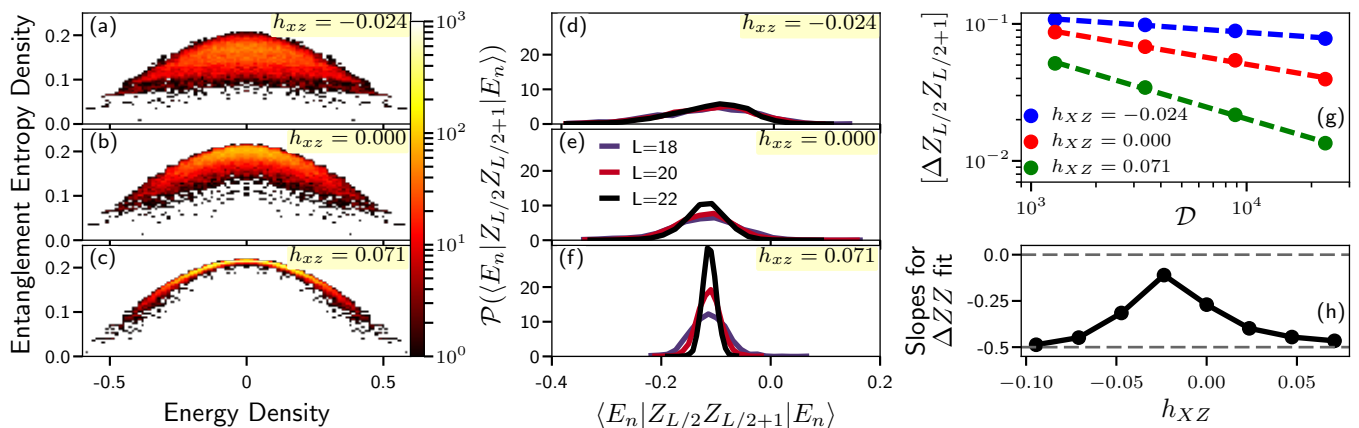 (a)
h_{xz} = −0.024
0.2
0.1
0.0
(b)
h_{xz} = 0.000
0.2
0.1
0.0
(c)
h_{xz} = 0.071
0.2
0.1
0.0
-0.5
0
0.5
Energy Density
Entanglement Entropy Density
10^3
10^2
10^1
10^0
(d)
h_{xz} = −0.024
20
0
(e)
h_{xz} = 0.000
L=18
L=20
L=22
20
0
(f)
h_{xz} = 0.071
20
0
-0.4
-0.2
0.0
0.2
⟨E_n|Z_{L/2}Z_{L/2+1}|E_n⟩
𝒫(⟨E_n|Z_{L/2}Z_{L/2+1}|E_n⟩)
10^{−1}
10^{−2}
[ΔZ_{L/2}Z_{L/2+1}]
(g)
h_{XZ} = −0.024
h_{XZ} = 0.000
h_{XZ} = 0.071
10^3
10^4
𝒟
0.0
-0.25
-0.5
Slopes for
ΔZZ fit
(h)
−0.10
−0.05
0.00
0.05
h_{XZ}